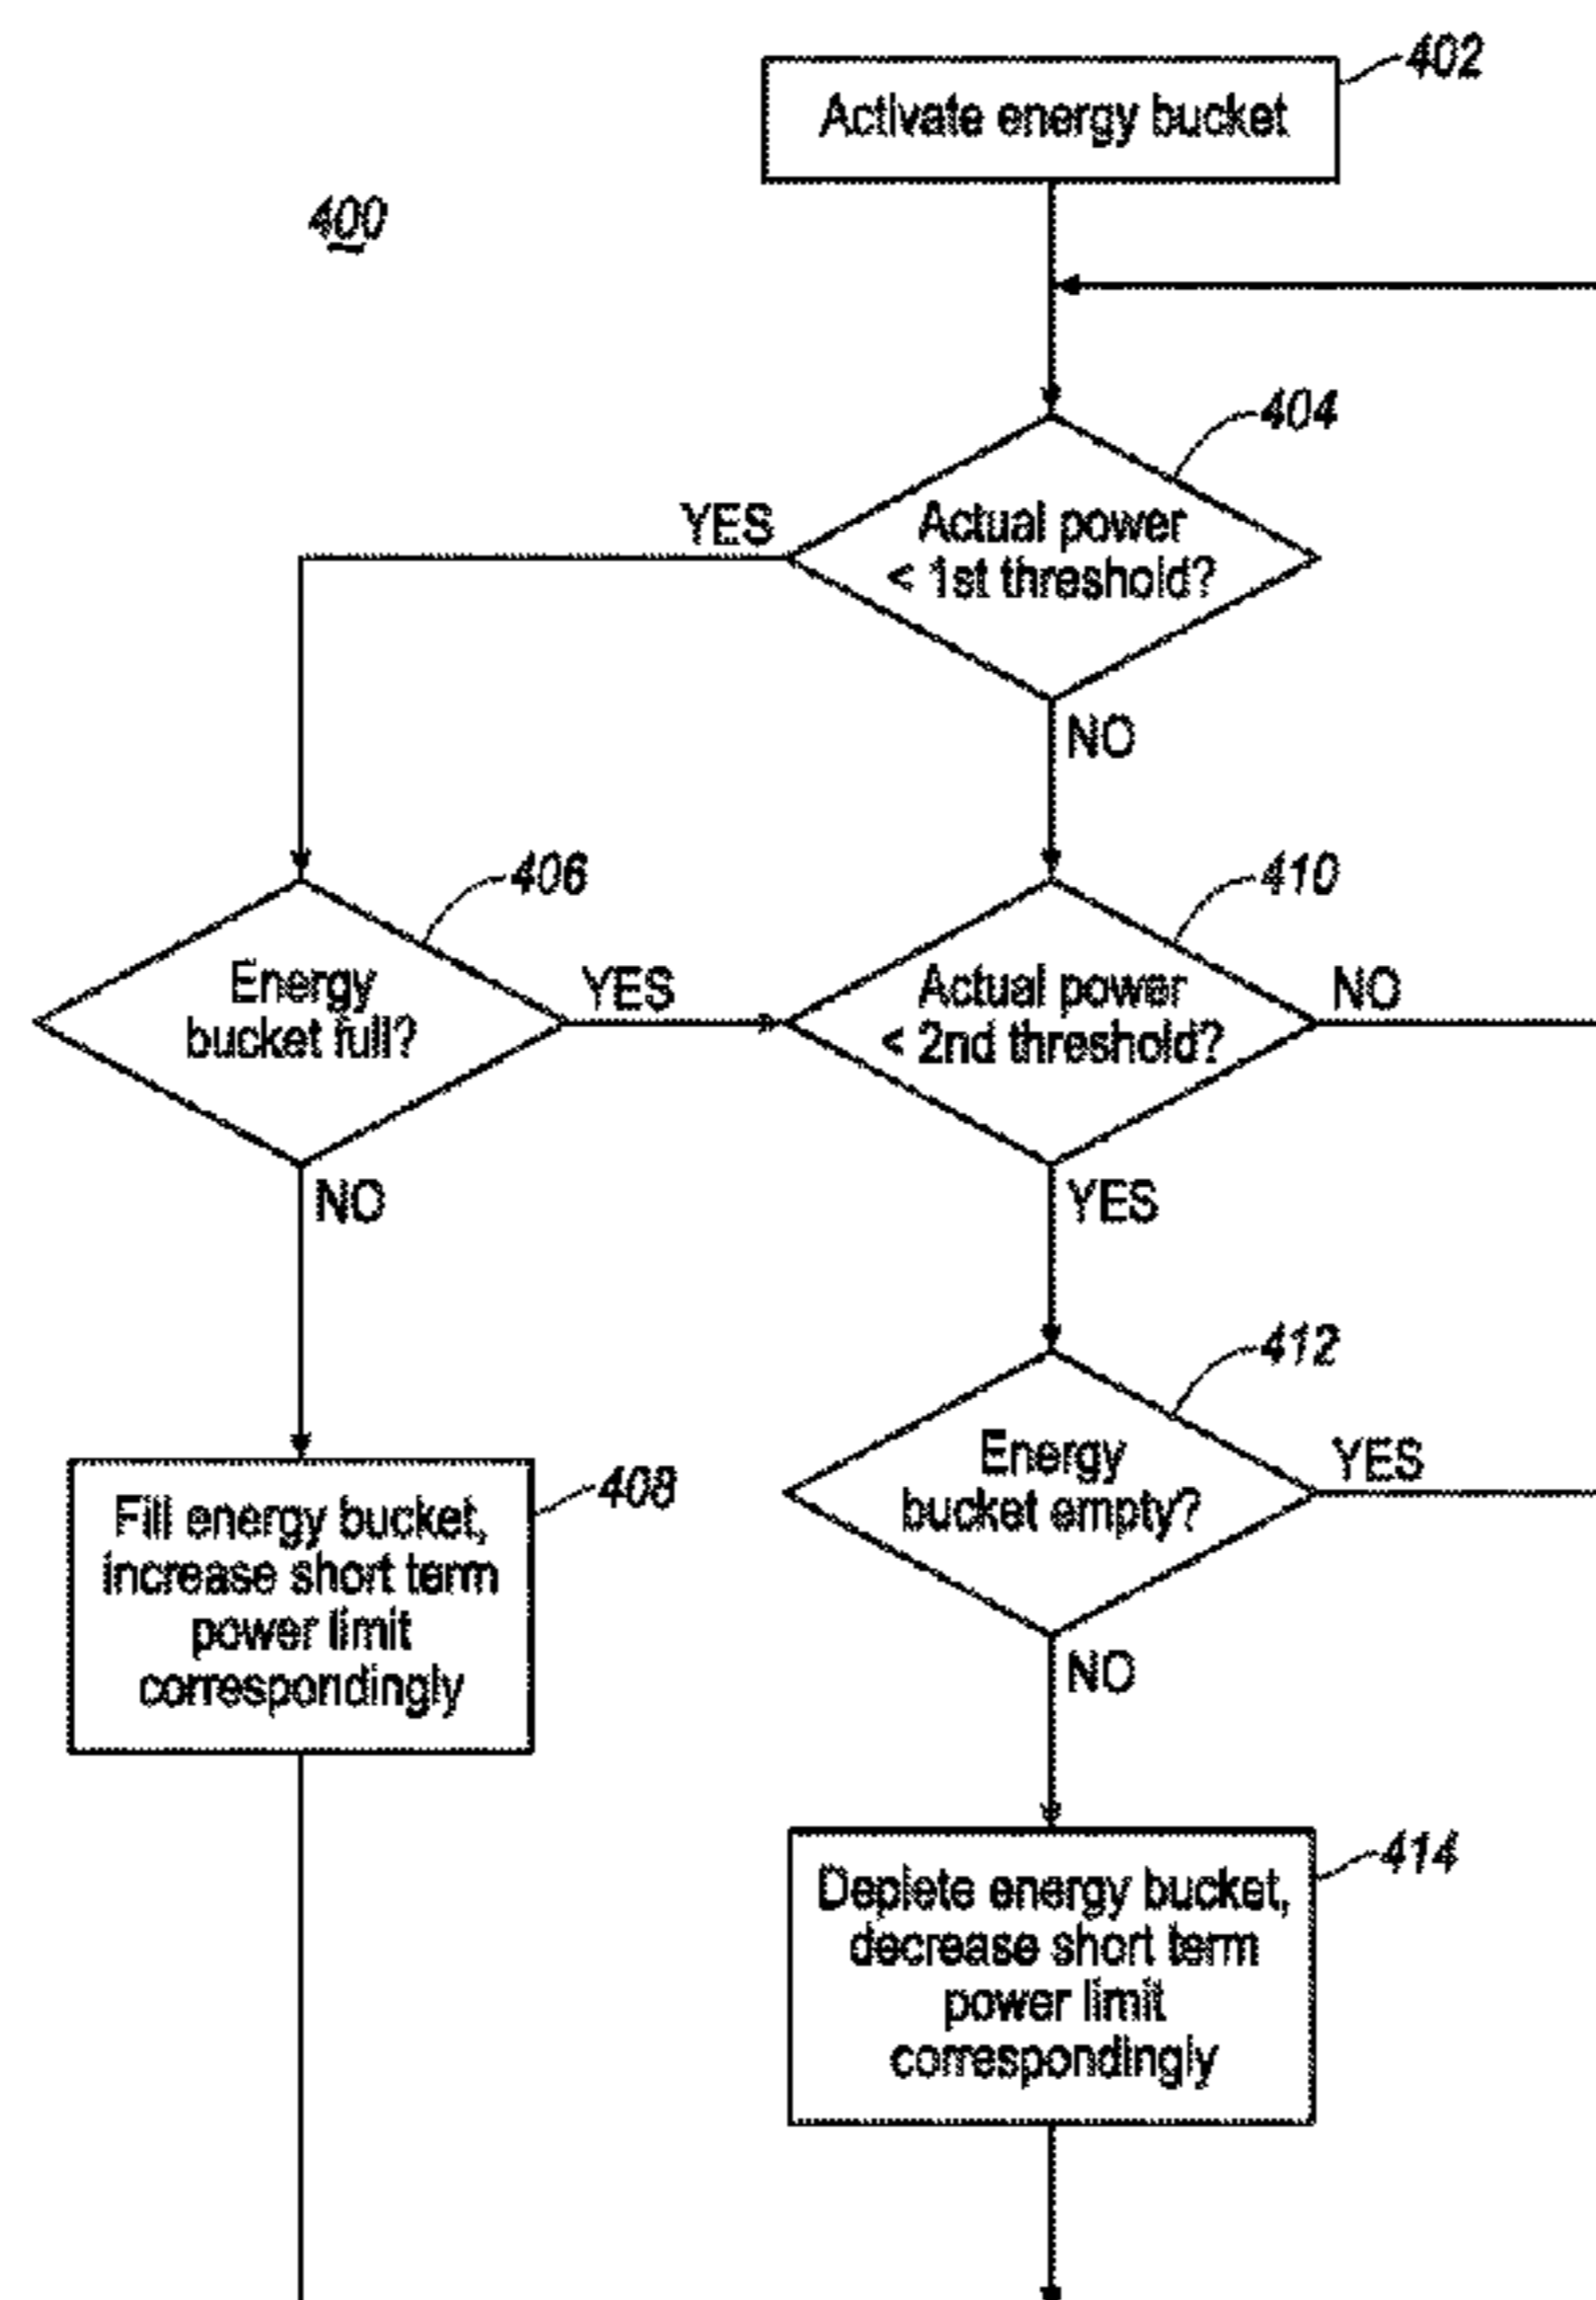 402
Activate energy bucket
400
404
YES
Actual power
< 1st threshold?
NO
406
410
Energy
bucket full?
YES
Actual power
< 2nd threshold?
NO
NO
YES
412
Energy
bucket empty?
YES
408
Fill energy bucket,
increase short term
power limit
correspondingly
NO
414
Deplete energy bucket,
decrease short term
power limit
correspondingly